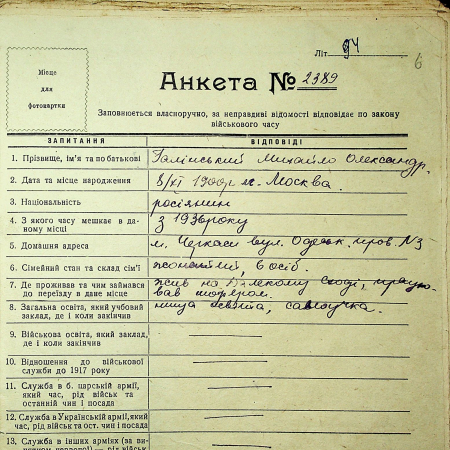 Літ. 94
6
Місце
для
фотокартки
Анкета № 2389
Заповнюється власноручно, за неправдиві відомості відповідає по закону
військового часу
ЗАПИТАННЯ ВІДПОВІДІ
1. Прізвище, ім'я та по батькові Галінський Михайло Олександр.
2. Дата та місце народження 8/XI 1900р м. Москва.
3. Національність росіянин
4. З якого часу мешкає в да- з 1936 року
ному місці
5. Домашня адреса м. Черкаси вул. Одеськ. пров. №3
6. Сімейний стан та склад сім'ї жонатий, 6 осіб.
7. Де проживав та чим займався жив на Далекому сході, працю-
до переїзду в дане місце вав шофером.
8. Загальна освіта, який учбовий нища освіта, самоучка.
заклад, де і коли закінчив
9. Військова освіта, який заклад,
де і коли закінчив
10. Відношення до військової
служби до 1917 року
11. Служба в б. царській армії,
який час, рід військ та
останній чин і посада
12. Служба в Українській армії, який
час, рід військ та ост. чин і посада
13. Служба в інших арміях (за ви-